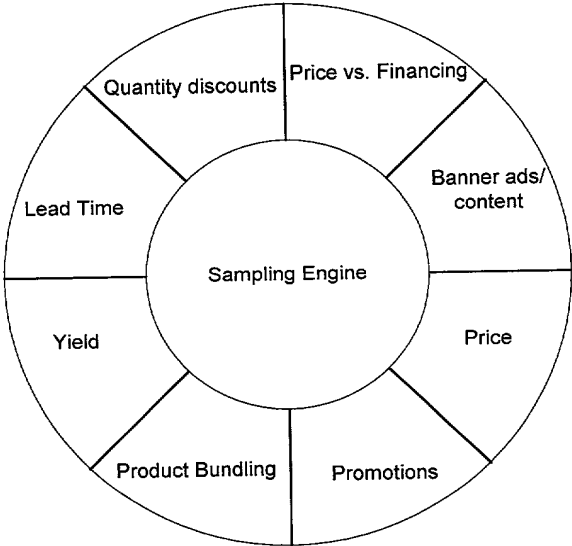 Quantity discounts
Price vs. Financing
Banner ads/
content
Lead Time
Sampling Engine
Yield
Price
Product Bundling
Promotions